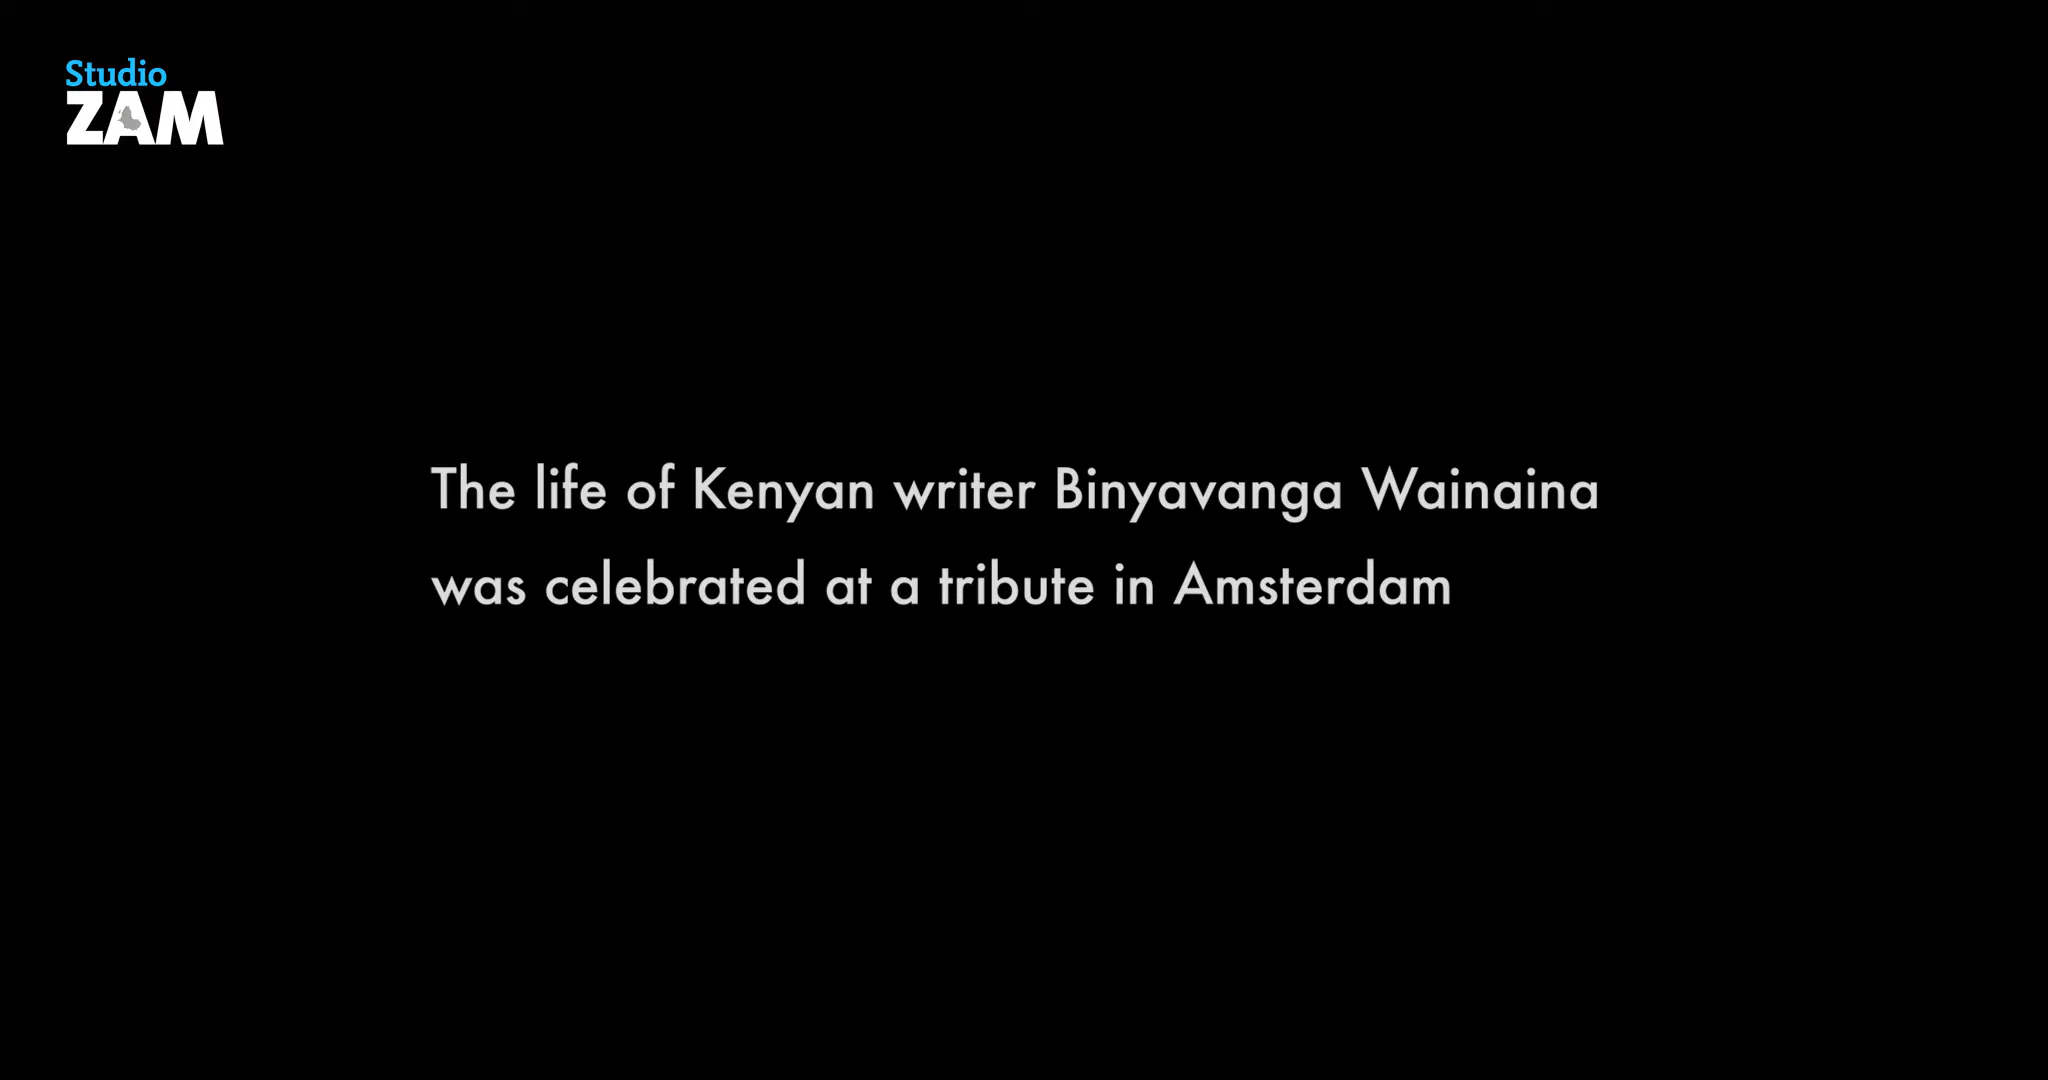 Studio
ZAM
The life of Kenyan writer Binyavanga Wainaina
was celebrated at a tribute in Amsterdam